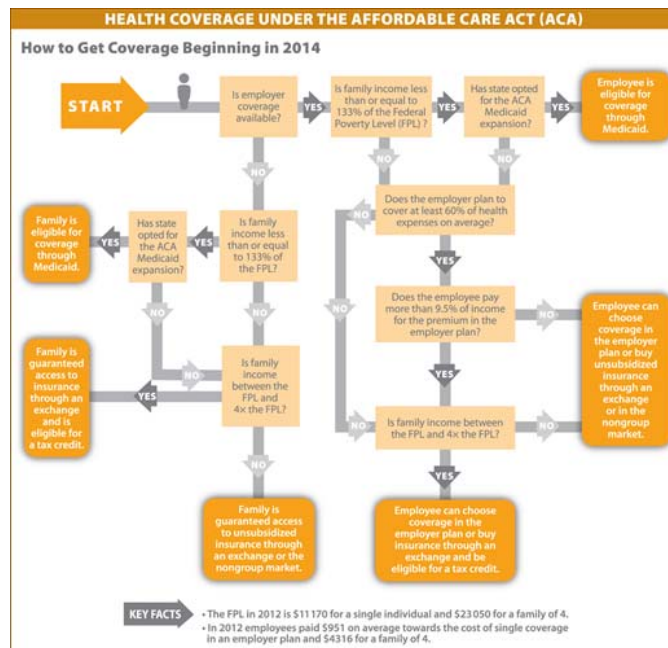 HEALTH COVERAGE UNDER THE AFFORDABLE CARE ACT (ACA)
How to Get Coverage Beginning in 2014
START
Is employer
coverage
available?
YES
Is family income less
than or equal to
133% of the Federal
Poverty Level (FPL) ?
YES
Has state opted
for the ACA
Medicaid
expansion?
YES
Employee is
eligible for
coverage
through
Medicaid.
NO
NO
NO
Does the employer plan to
cover at least 60% of health
expenses on average?
NO
YES
Family is
eligible for
coverage
through
Medicaid.
YES
Has state
opted for
the ACA
Medicaid
expansion?
YES
Is family
income less
than or equal
to 133% of
the FPL?
NO
NO
Does the employee pay
more than 9.5% of income
for the premium in the
employer plan?
NO
YES
Employee can
choose
coverage in
the employer
plan or buy
unsubsidized
insurance
through an
exchange
or in the
nongroup
market.
Family is
guaranteed
access to
insurance
through an
exchange
and is
eligible for
a tax credit.
YES
Is family
income
between the
FPL and
4× the FPL?
NO
NO
Is family income between
the FPL and 4× the FPL?
NO
YES
Family is
guaranteed access
to unsubsidized
insurance through
an exchange or the
nongroup market.
Employee can choose
coverage in the
employer plan or buy
insurance through an
exchange and be
eligible for a tax credit.
KEY FACTS
• The FPL in 2012 is $11170 for a single individual and $23050 for a family of 4.
• In 2012 employees paid $951 on average towards the cost of single coverage
in an employer plan and $4316 for a family of 4.